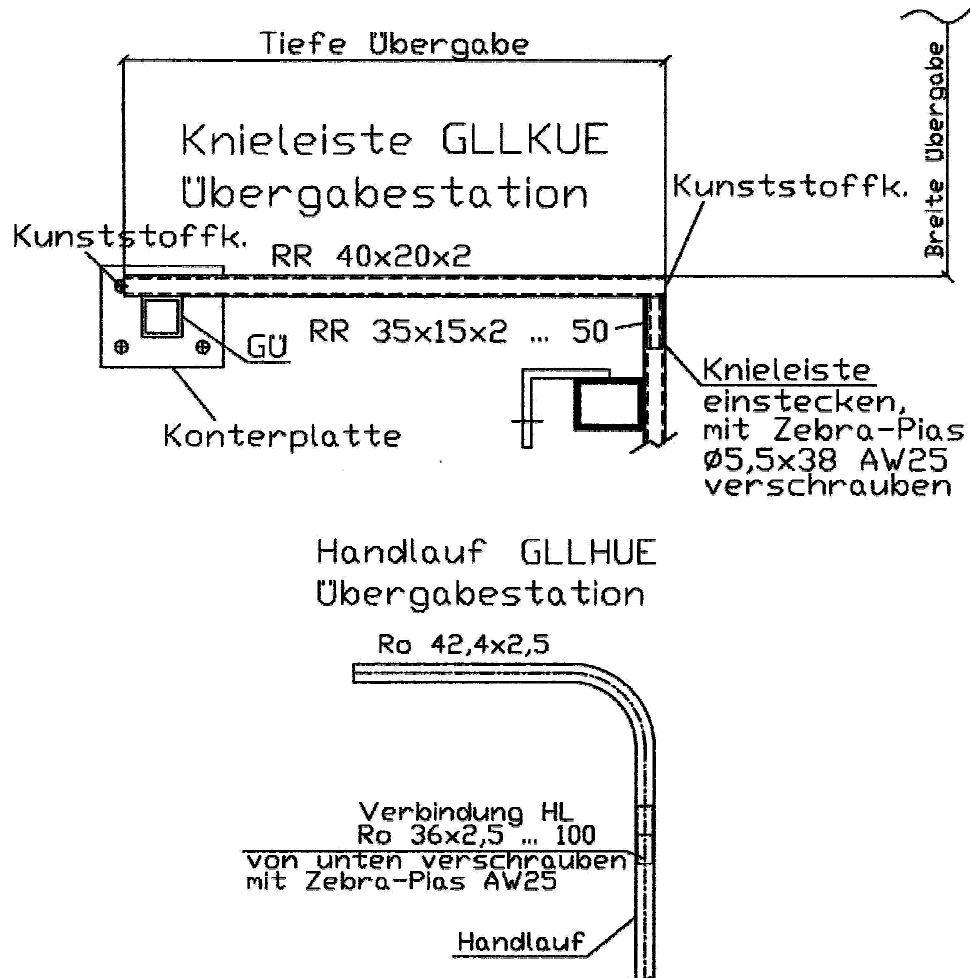 Tiefe Übergabe
Breite Übergabe
Knieleiste GLLKUE
Übergabestation
Kunststoffk.
Kunststoffk.
RR 40x20x2
RR 35x15x2 ... 50
GÜ
Knieleiste
einstecken,
mit Zebra-Pias
Ø5,5x38 AW25
verschrauben
Konterplatte
Handlauf GLLHUE
Übergabestation
Ro 42,4x2,5
Verbindung HL
Ro 36x2,5 ... 100
von unten verschrauben
mit Zebra-Pias AW25
Handlauf